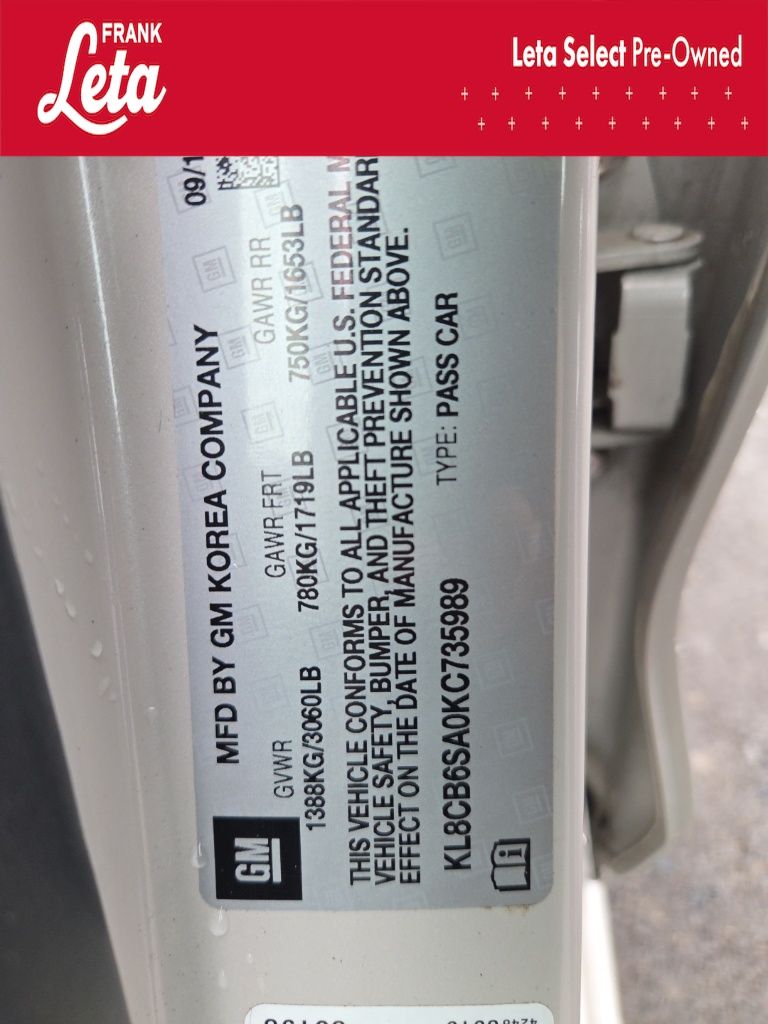 FRANK
Leta
Leta Select Pre-Owned
MFD BY GM KOREA COMPANY
09/1
GVWR
GAWR FRT
GAWR RR
1388KG/3060LB
780KG/1719LB
750KG/1653LB
THIS VEHICLE CONFORMS TO ALL APPLICABLE U.S. FEDERAL M
VEHICLE SAFETY, BUMPER, AND THEFT PREVENTION STANDAR
EFFECT ON THE DATE OF MANUFACTURE SHOWN ABOVE.
KL8CB6SA0KC735989
TYPE: PASS CAR
GM